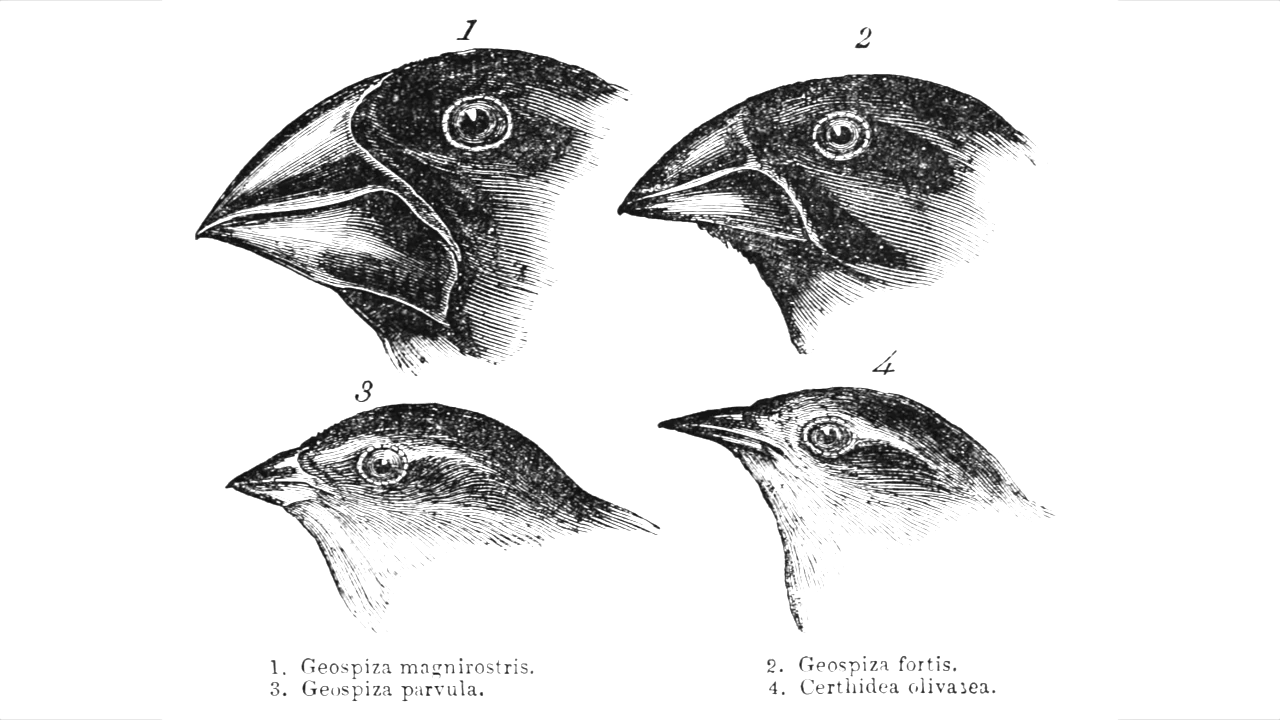 1
2
3
4
1. Geospiza magnirostris.
2. Geospiza fortis.
3. Geospiza parvula.
4. Certhidea olivasea.